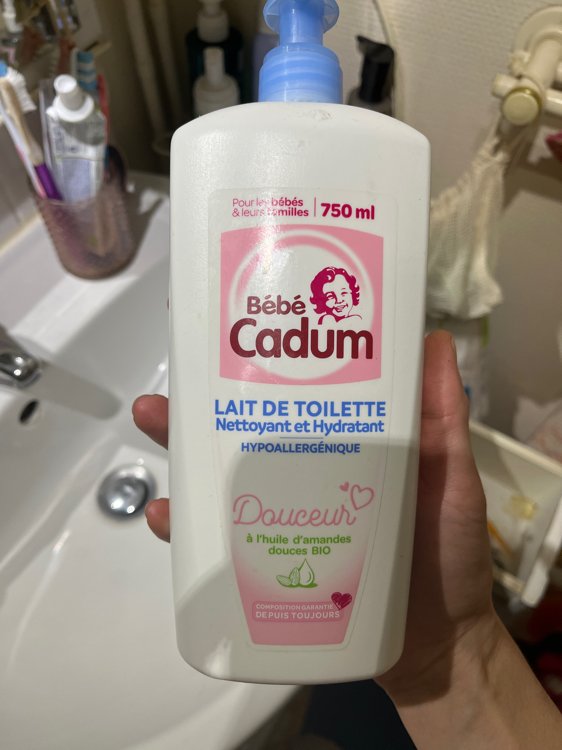 Pour les bébés
& leurs familles | 750 ml
Bébé
Cadum
LAIT DE TOILETTE
Nettoyant et Hydratant
HYPOALLERGÉNIQUE
Douceur
à l'huile d'amandes
douces BIO
COMPOSITION GARANTIE
DEPUIS TOUJOURS